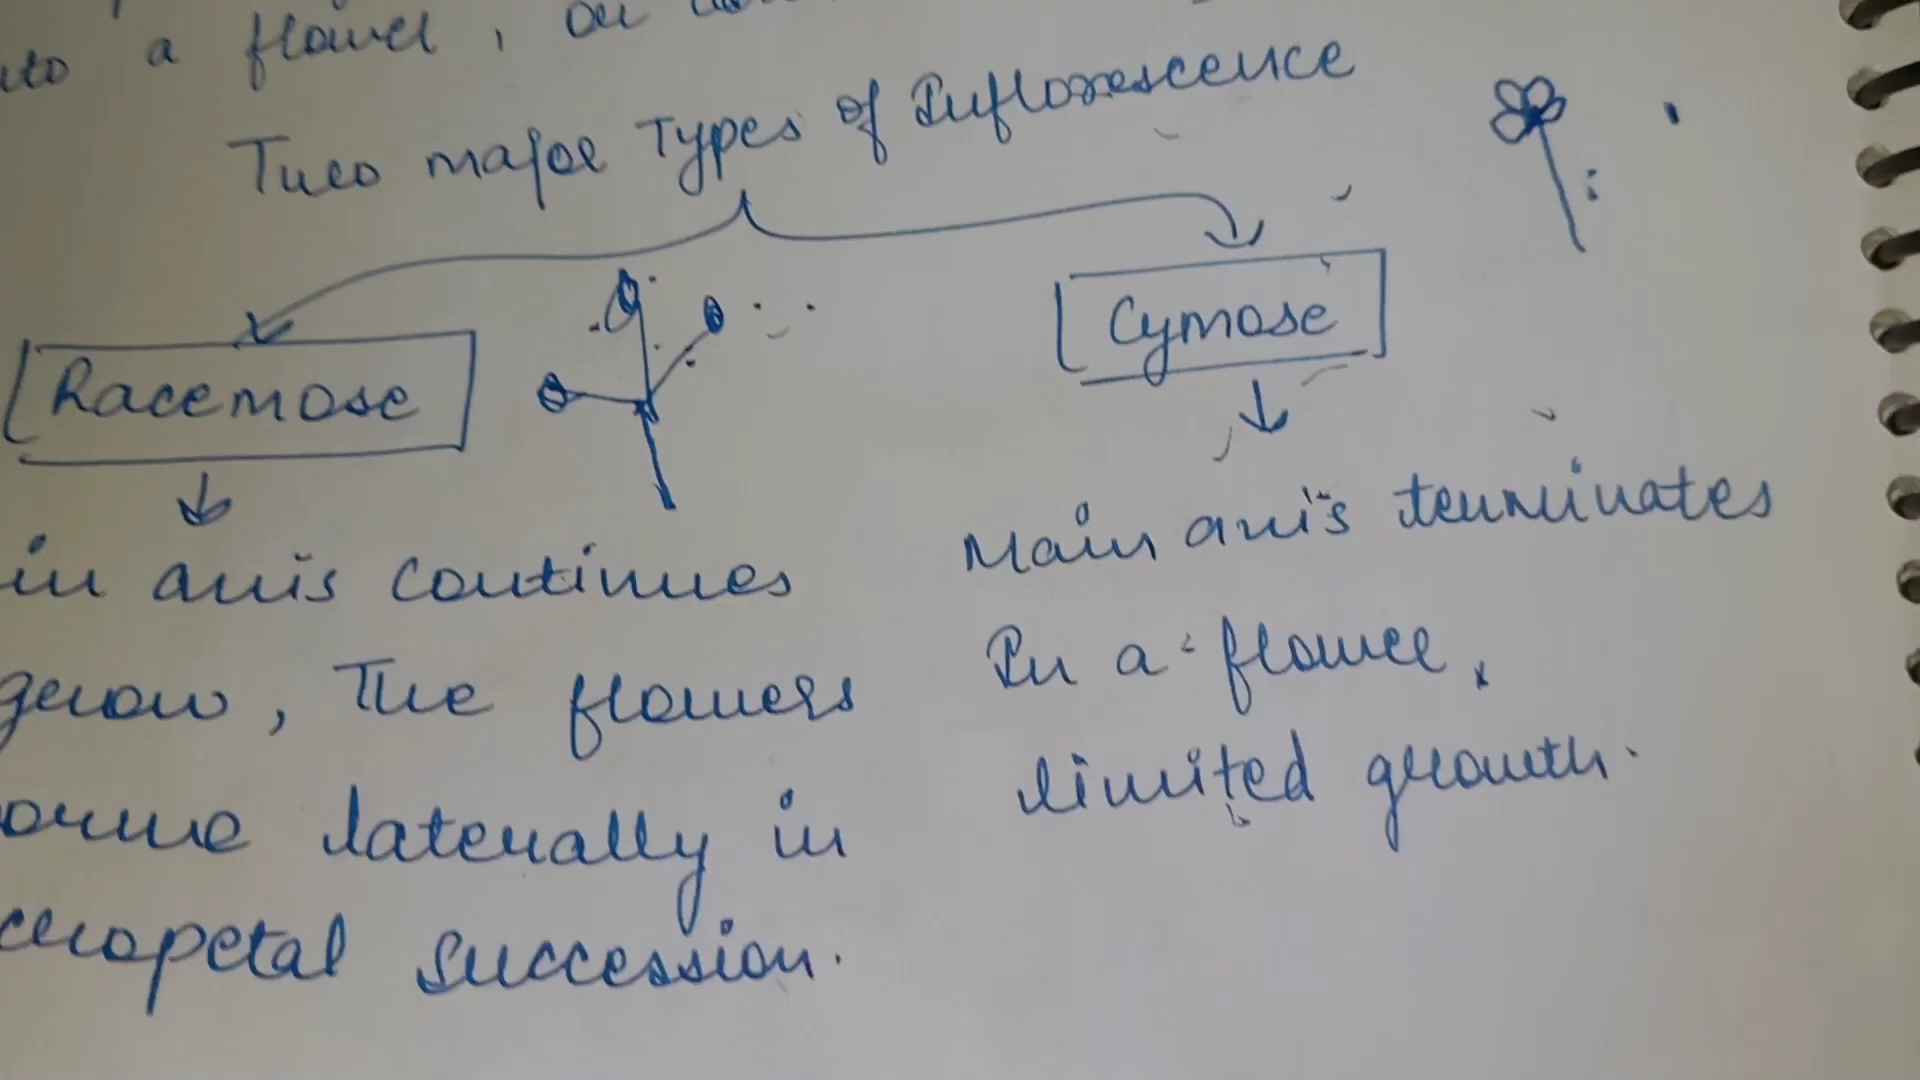 a flower, or
Two major Types of Inflorescence
Racemose
Cymose
in axis continues
grow, The flowers
laterally in
succession.
Main axis terminates
In a flower,
limited growth.